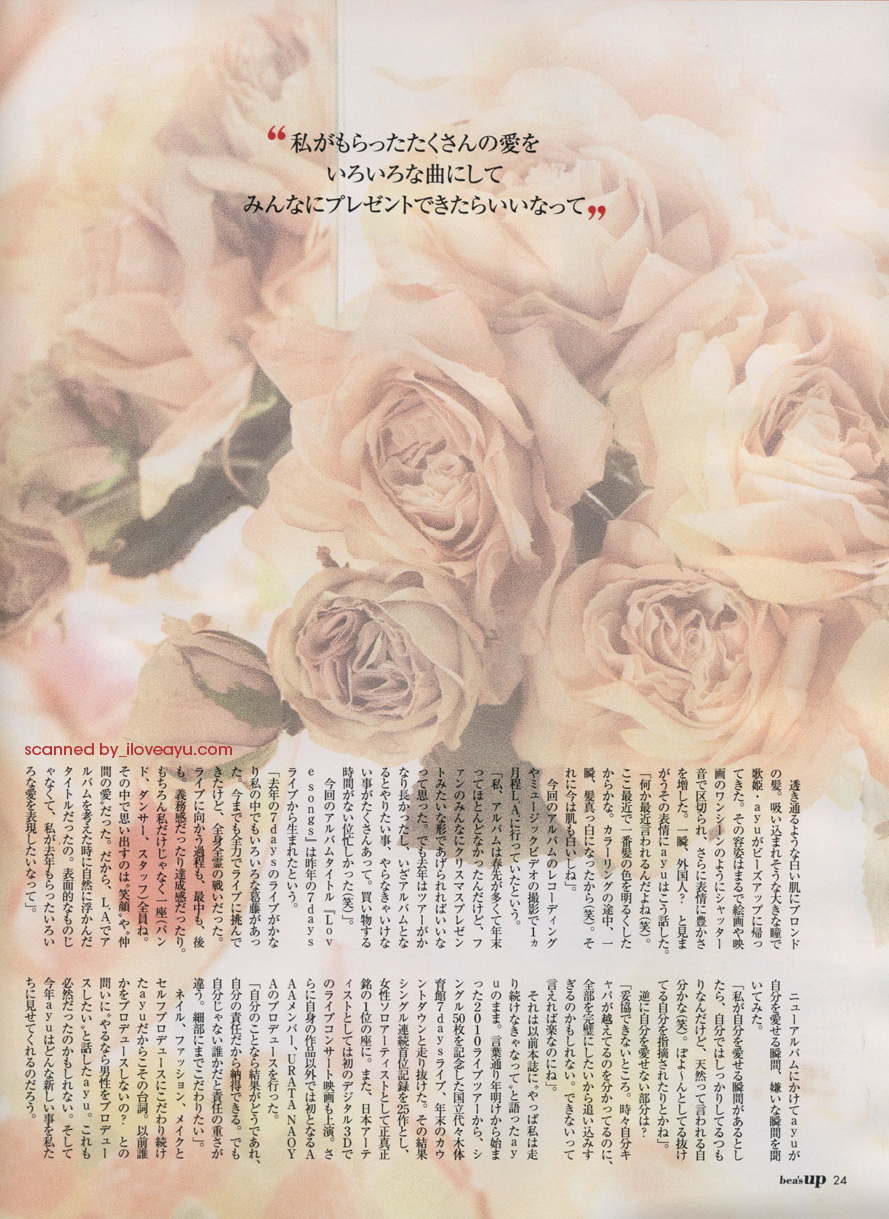 “私がもらったたくさんの愛を
いろいろな曲にして
みんなにプレゼントできたらいいなって”
scanned by_iloveayu.com
透き通るような白い肌にブロンド
の髪。吸い込まれそうな大きな瞳で
歌姫・ayuがビーズアップに帰っ
てきた。その容姿はまるで絵画や映
画のワンシーンのようにシャッター
音で区切られ、さらに表情に豊かさ
を増した。一瞬、外国人？　と見ま
がうその表情にayuはこう話した。
「何か最近言われるんだよね（笑）。
ここ最近で一番髪の色を明るくした
からかな。カラーリングの途中、一
瞬、髪真っ白になったから（笑）。そ
れに今は肌も白いしね」。
今回のアルバムのレコーディング
やミュージックビデオの撮影で1ヵ
月程L.A.に行っていたという。
「私、アルバムは春先が多くて年末
ってほとんどなかったんだけど、フ
ァンのみんなにクリスマスプレゼン
トみたいな形であげられればいいな
って思った。でも去年はツアーがか
なり長かったし、いざアルバムとな
るとやりたい事、やらなきゃいけな
い事がたくさんあって。買い物する
時間がない位忙しかった（笑）」。
今回のアルバムタイトル『Lov
e songs』は昨年の7days
ライブから生まれたという。
「去年の7daysのライブがかな
り私の中でもいろいろな葛藤があっ
た。今までも全力でライブに挑んで
きたけど、全身全霊の戦いだった。
ライブに向かう過程も、最中も、後
も。義務感だったり達成感だったり。
もちろん私だけじゃなく一座（バン
ド、ダンサー、スタッフ）全員ね。
その中で思い出すのは“笑顔”や“仲
間の愛”だった。だから、L.A.でア
ルバムを考えた時に自然に浮かんだ
タイトルだったの。表面的なものじ
ゃなくて、私が去年もらったいろい
ろな愛を表現したいなって」。
ニューアルバムにかけてayuが
自分を愛せる瞬間、嫌いな瞬間を聞
いてみた。
「私が自分を愛せる瞬間があるとし
たら、自分ではしっかりしてるつも
りなんだけど、天然って言われる自
分かな（笑）。ぽよ〜んとしてる抜け
てる自分を指摘されたりとかね」。
逆に自分を愛せない部分は？
「妥協できないところ。時々自分キ
ャパが越えてるの分かってるのに、
全部を完璧にしたいから追い込みす
ぎるのかもしれない。できないって
言えれば楽なのにね」。
それは以前本誌に“やっぱ私は走
り続けなきゃなって”と語ったay
uのまま。言葉通り年明けから始ま
った2010ライブツアーから、シ
ングル50枚を記念した国立代々木体
育館7daysライブ、年末のカウ
ントダウンと走り抜けた。その結果
シングル連続首位記録を25作とし、
女性ソロアーティストとして正真正
銘の1位の座に。また、日本アーテ
ィストとしては初のデジタル3Dで
のライブコンサート映画も上演。さ
らに自身の作品以外では初となるA
AAメンバー、URATA NAOY
Aのプロデュースを行った。
「自分のことなら結果がどうであれ、
自分の責任だから納得できる。でも
自分じゃない誰かだと責任の重さが
違う。細部にまでこだわりたい」。
ネイル、ファッション、メイクと
セルフプロデュースにこだわり続け
たayuだからこその台詞。以前誰
かをプロデュースしないの？　との
問いに“やるなら男性をプロデュー
スしたい”と話したayu。これも
必然だったのかもしれない。そして
今年ayuはどんな新しい事を私た
ちに見せてくれるのだろう。
bea's up 24